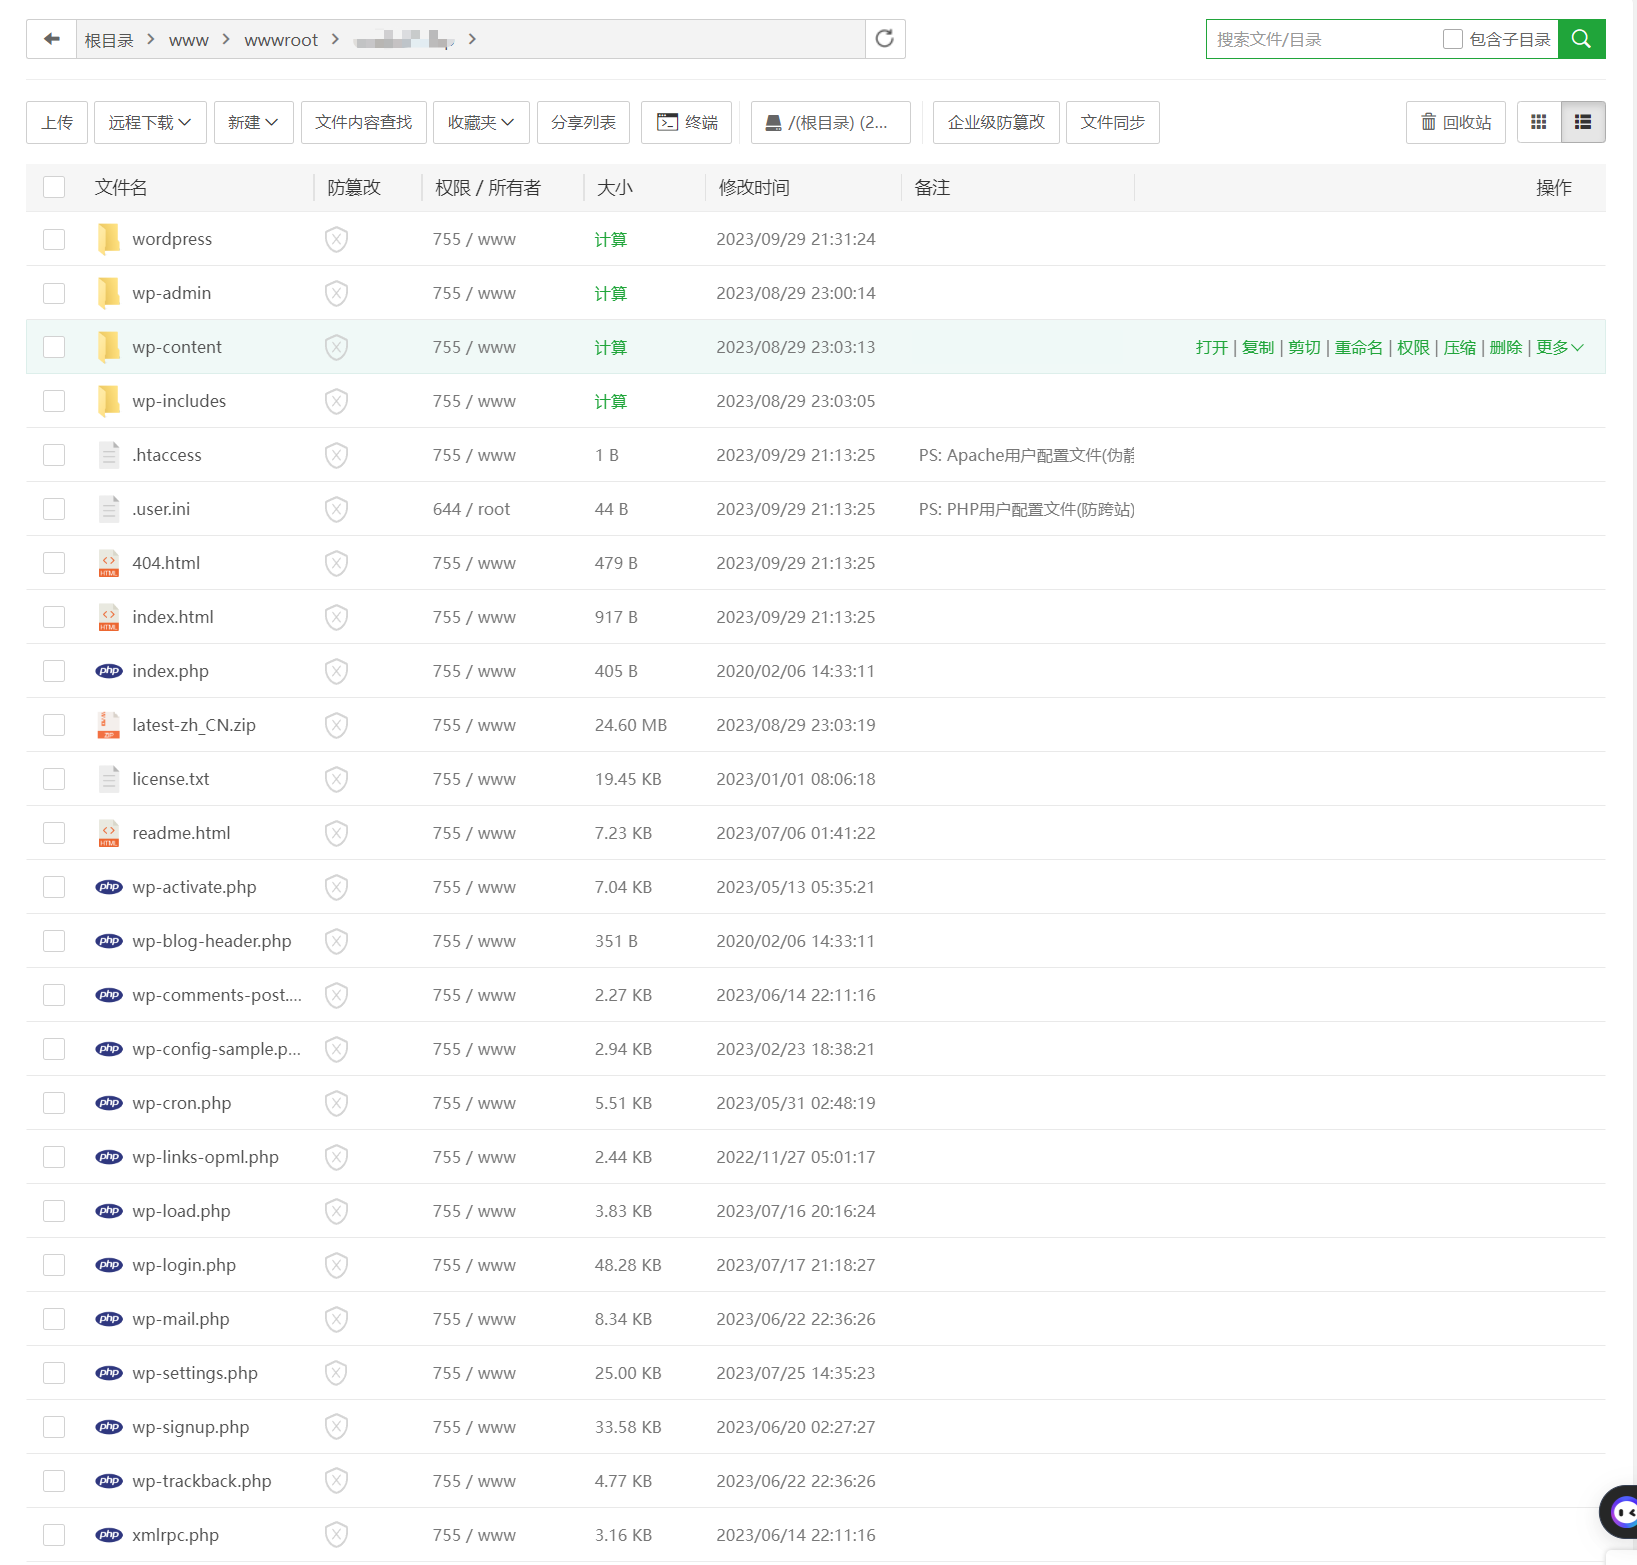 根目录 > www > wwwroot > >
搜索文件/目录 包含子目录
上传 远程下载 新建 文件内容查找 收藏夹 分享列表 终端 /(根目录) (2... 企业级防篡改 文件同步 回收站
文件名 防篡改 权限 / 所有者 大小 修改时间 备注 操作
wordpress 755 / www 计算 2023/09/29 21:31:24
wp-admin 755 / www 计算 2023/08/29 23:00:14
wp-content 755 / www 计算 2023/08/29 23:03:13 打开 | 复制 | 剪切 | 重命名 | 权限 | 压缩 | 删除 | 更多
wp-includes 755 / www 计算 2023/08/29 23:03:05
.htaccess 755 / www 1 B 2023/09/29 21:13:25 PS: Apache用户配置文件(伪静
.user.ini 644 / root 44 B 2023/09/29 21:13:25 PS: PHP用户配置文件(防跨站)
404.html 755 / www 479 B 2023/09/29 21:13:25
index.html 755 / www 917 B 2023/09/29 21:13:25
php index.php 755 / www 405 B 2020/02/06 14:33:11
latest-zh_CN.zip 755 / www 24.60 MB 2023/08/29 23:03:19
license.txt 755 / www 19.45 KB 2023/01/01 08:06:18
readme.html 755 / www 7.23 KB 2023/07/06 01:41:22
php wp-activate.php 755 / www 7.04 KB 2023/05/13 05:35:21
php wp-blog-header.php 755 / www 351 B 2020/02/06 14:33:11
php wp-comments-post.... 755 / www 2.27 KB 2023/06/14 22:11:16
php wp-config-sample.p... 755 / www 2.94 KB 2023/02/23 18:38:21
php wp-cron.php 755 / www 5.51 KB 2023/05/31 02:48:19
php wp-links-opml.php 755 / www 2.44 KB 2022/11/27 05:01:17
php wp-load.php 755 / www 3.83 KB 2023/07/16 20:16:24
php wp-login.php 755 / www 48.28 KB 2023/07/17 21:18:27
php wp-mail.php 755 / www 8.34 KB 2023/06/22 22:36:26
php wp-settings.php 755 / www 25.00 KB 2023/07/25 14:35:23
php wp-signup.php 755 / www 33.58 KB 2023/06/20 02:27:27
php wp-trackback.php 755 / www 4.77 KB 2023/06/22 22:36:26
php xmlrpc.php 755 / www 3.16 KB 2023/06/14 22:11:16